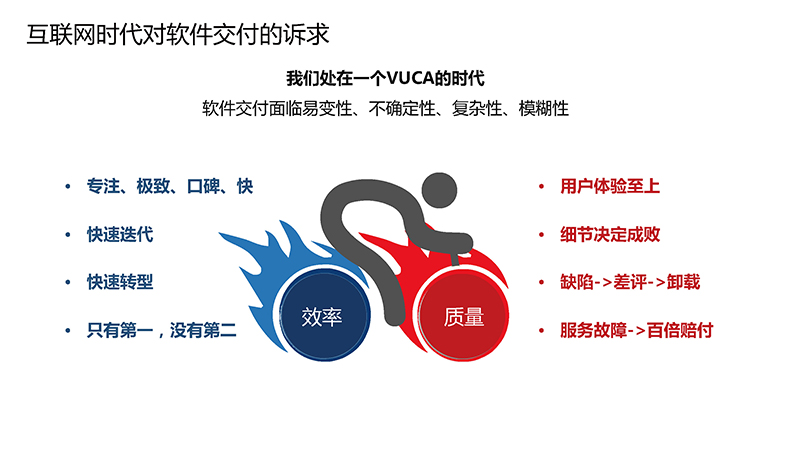 互联网时代对软件交付的诉求
我们处在一个VUCA的时代
软件交付面临易变性、不确定性、复杂性、模糊性
• 专注、极致、口碑、快
• 快速迭代
• 快速转型
• 只有第一，没有第二
效率
质量
• 用户体验至上
• 细节决定成败
• 缺陷->差评->卸载
• 服务故障->百倍赔付